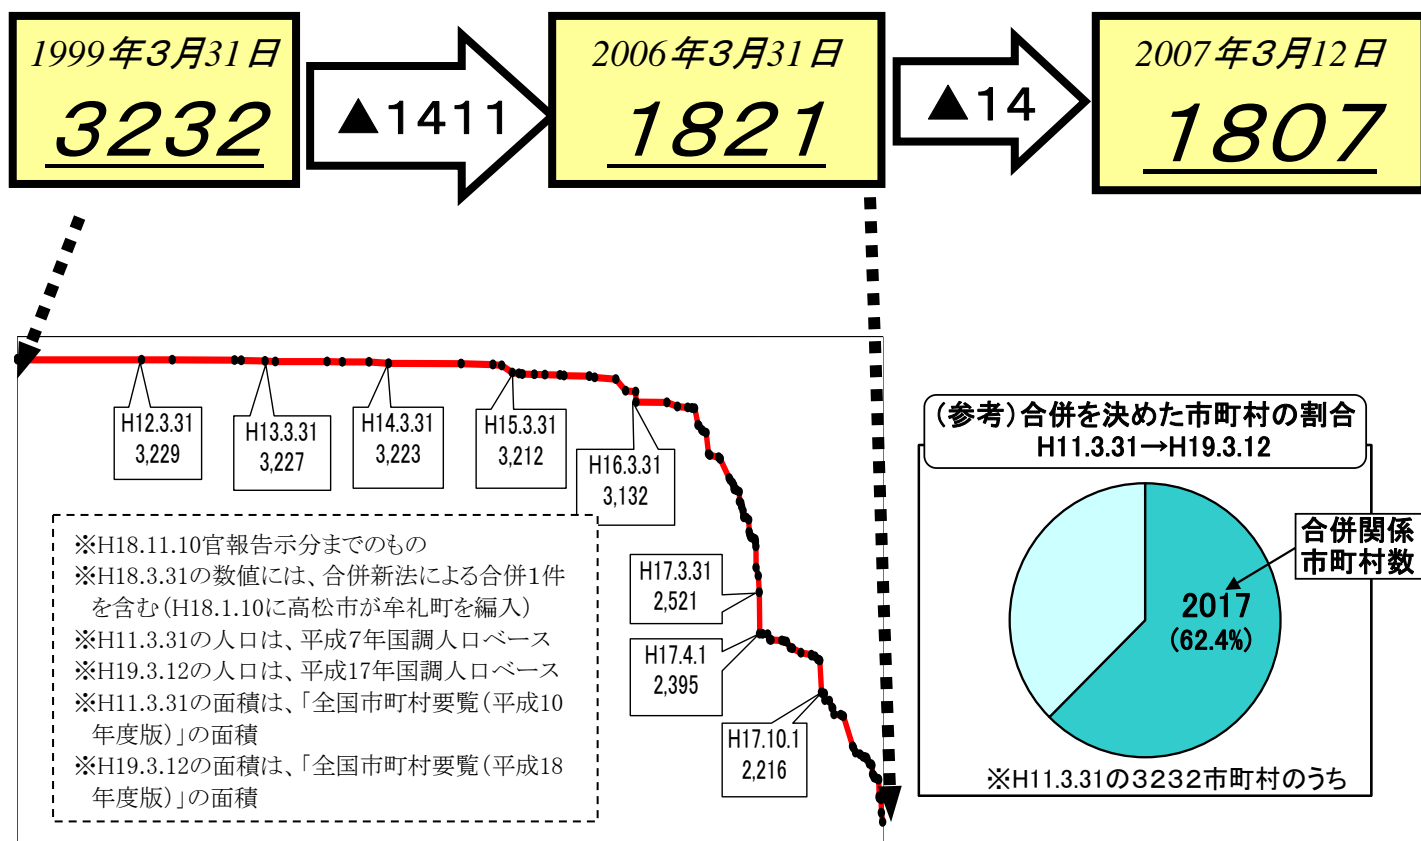 1999年3月31日
3232
▲1411
2006年3月31日
1821
▲14
2007年3月12日
1807
H12.3.31
3,229
H13.3.31
3,227
H14.3.31
3,223
H15.3.31
3,212
H16.3.31
3,132
H17.3.31
2,521
H17.4.1
2,395
H17.10.1
2,216
※H18.11.10官報告示分までのもの
※H18.3.31の数値には、合併新法による合併1件
を含む(H18.1.10に高松市が牟礼町を編入)
※H11.3.31の人口は、平成7年国調人口ベース
※H19.3.12の人口は、平成17年国調人口ベース
※H11.3.31の面積は、「全国市町村要覧(平成10
年度版)」の面積
※H19.3.12の面積は、「全国市町村要覧(平成18
年度版)」の面積
(参考)合併を決めた市町村の割合
H11.3.31→H19.3.12
合併関係
市町村数
2017
(62.4%)
※H11.3.31の3232市町村のうち